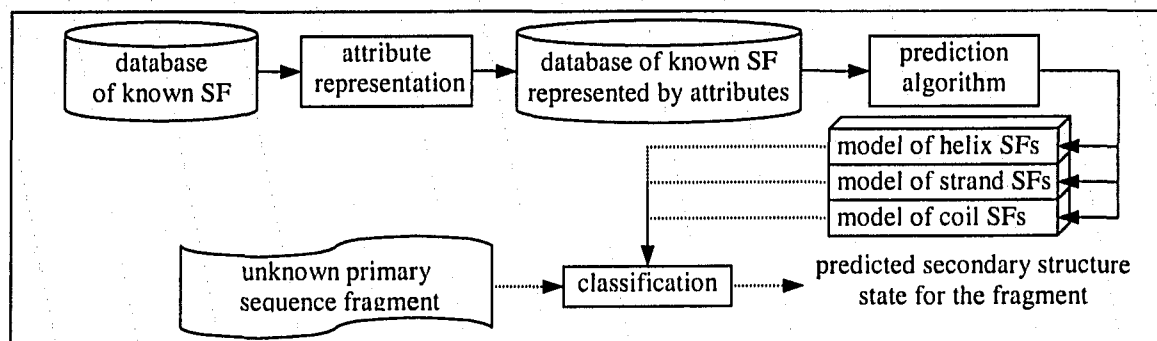 database
of known SF
attribute
representation
database of known SF
represented by attributes
prediction
algorithm
model of helix SFs
model of strand SFs
model of coil SFs
unknown primary
sequence fragment
classification
predicted secondary structure
state for the fragment